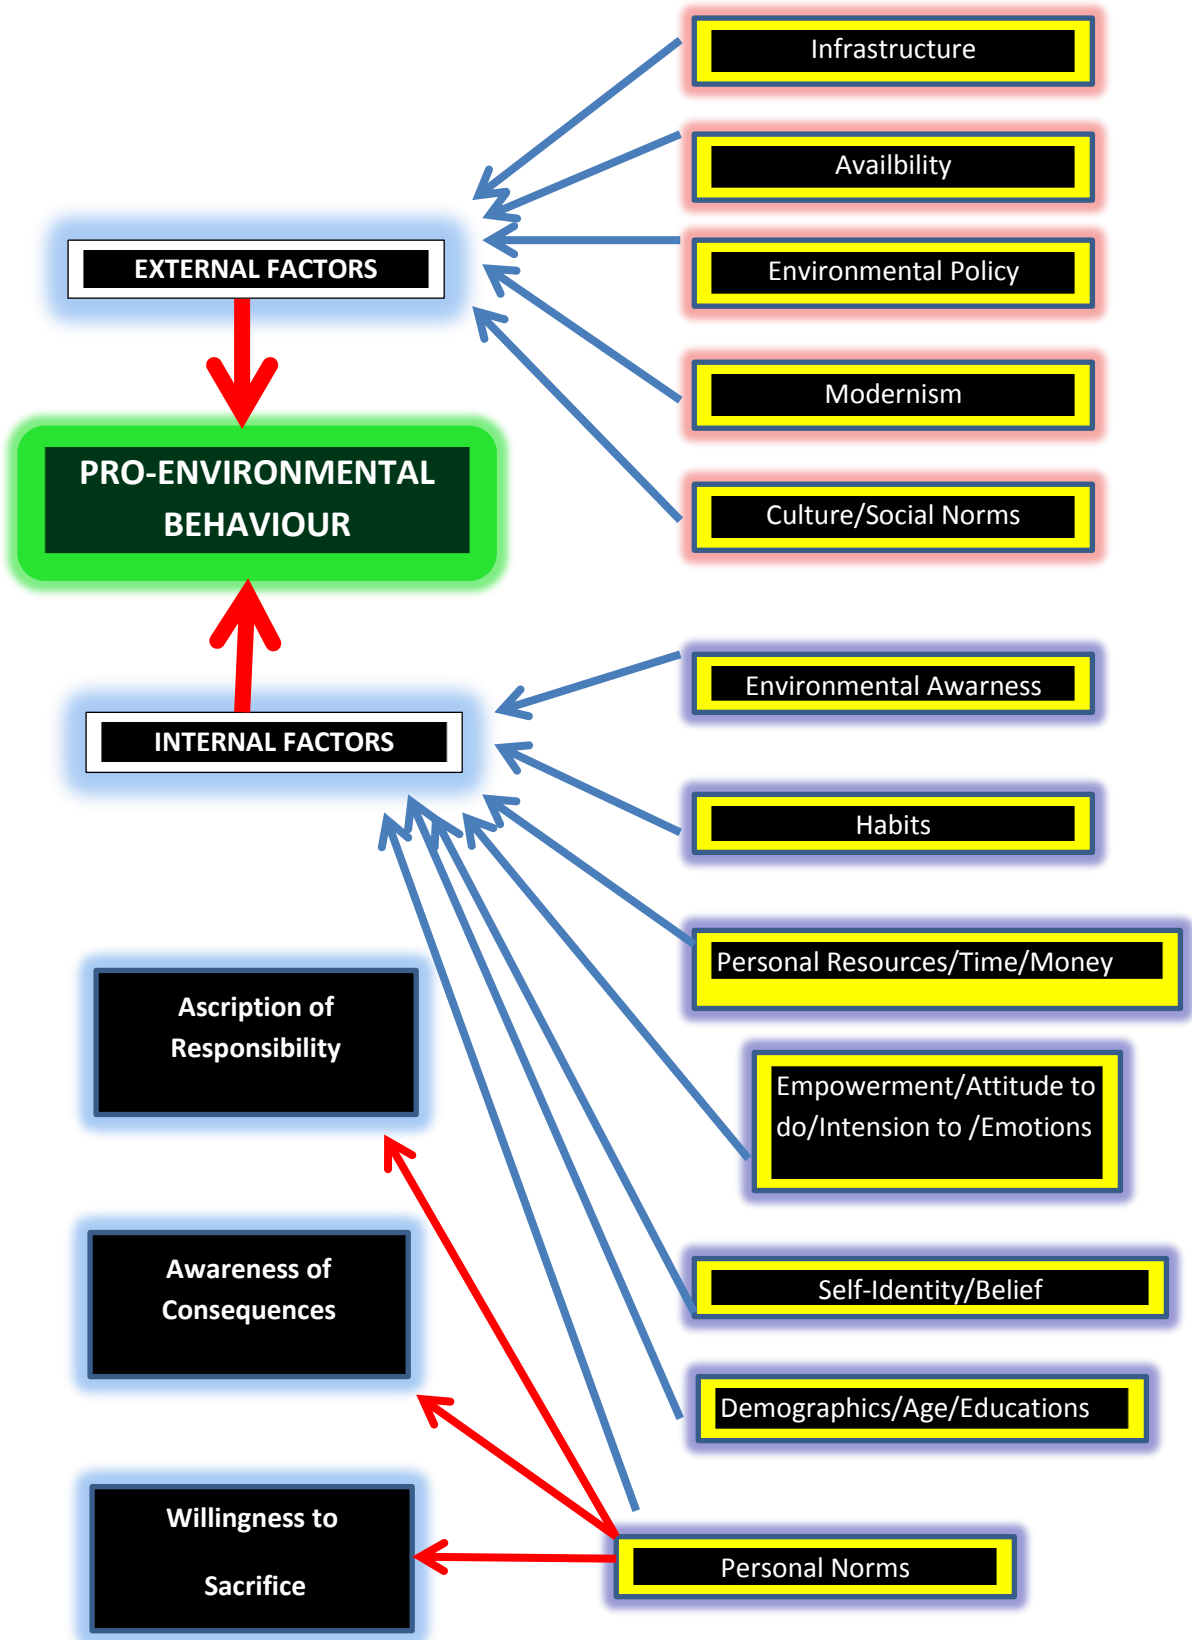 Infrastructure
Availbility
EXTERNAL FACTORS
Environmental Policy
Modernism
PRO-ENVIRONMENTAL
BEHAVIOUR
Culture/Social Norms
Environmental Awarness
INTERNAL FACTORS
Habits
Personal Resources/Time/Money
Ascription of
Responsibility
Empowerment/Attitude to
do/Intension to /Emotions
Awareness of
Consequences
Self-Identity/Belief
Demographics/Age/Educations
Willingness to
Sacrifice
Personal Norms